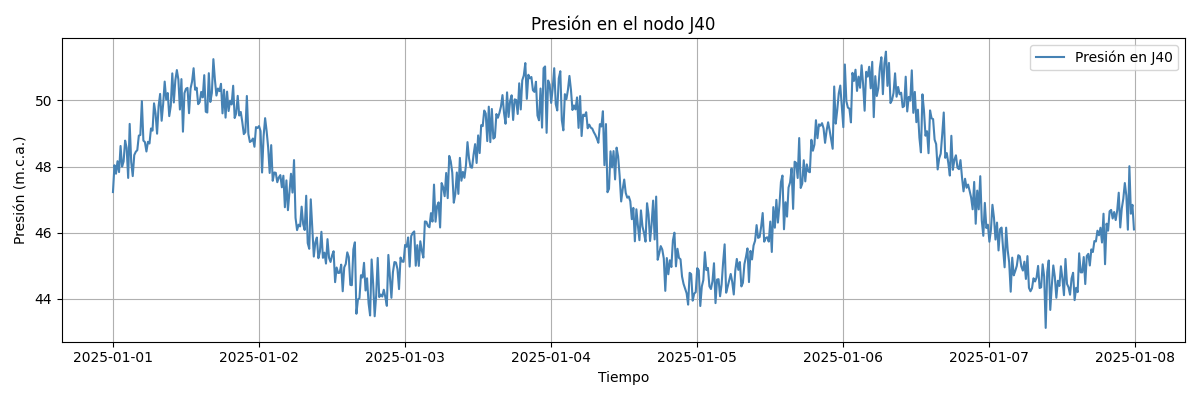 Presión en el nodo J40
Presión en J40
Presión (m.c.a.)
50
48
46
44
2025-01-01 2025-01-02 2025-01-03 2025-01-04 2025-01-05 2025-01-06 2025-01-07 2025-01-08
Tiempo